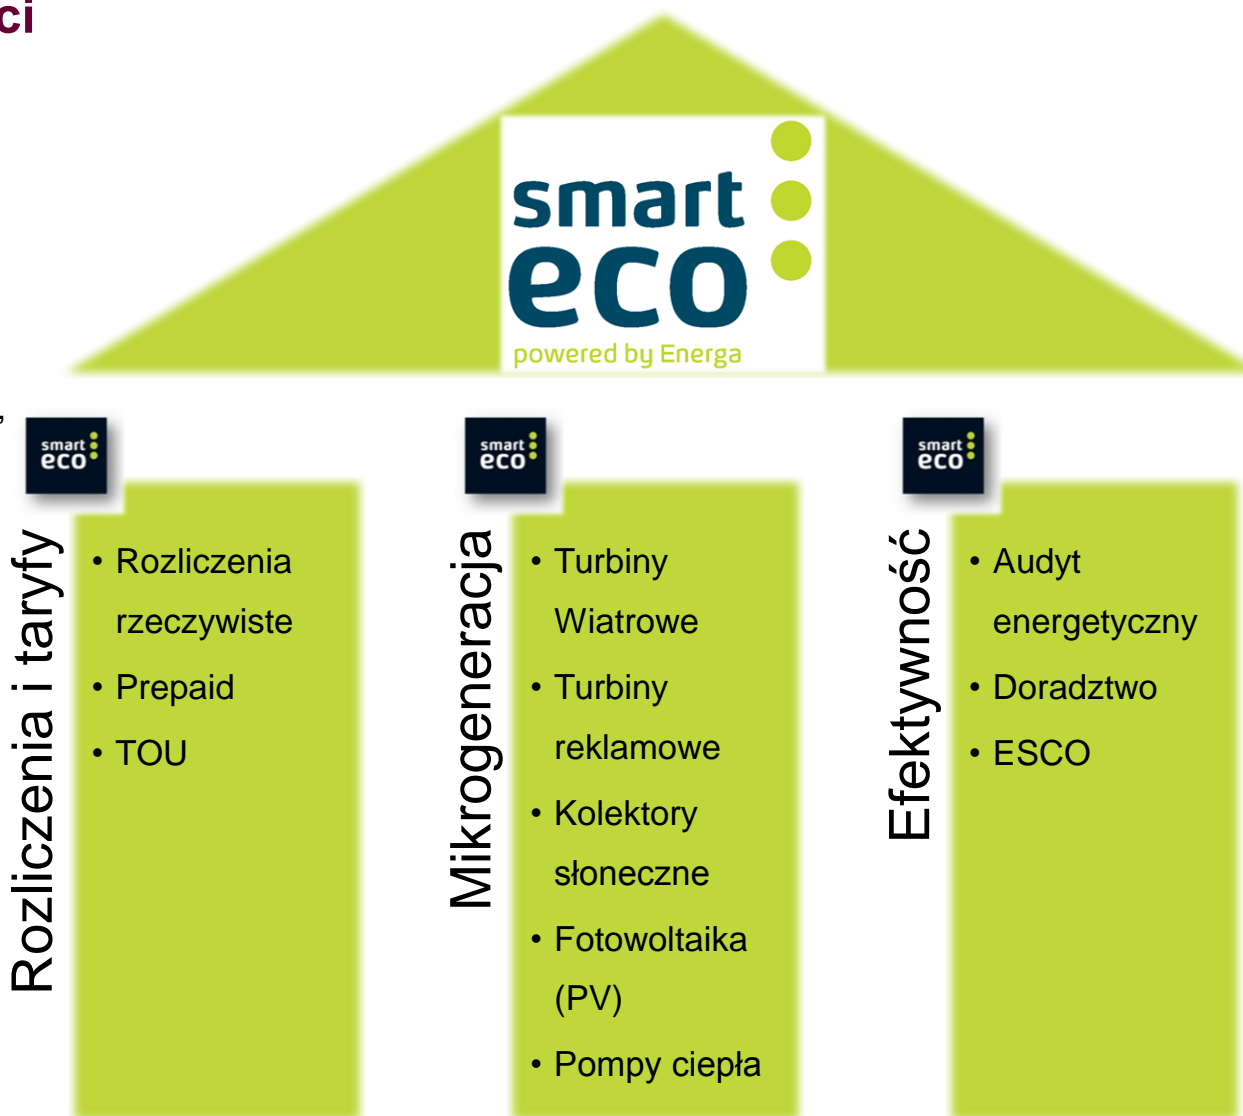 ci
smart
eco
powered by Energa
,
smart
eco
Rozliczenia i taryfy
• Rozliczenia
rzeczywiste
• Prepaid
• TOU
smart
eco
Mikrogeneracja
• Turbiny
Wiatrowe
• Turbiny
reklamowe
• Kolektory
słoneczne
• Fotowoltaika
(PV)
• Pompy ciepła
smart
eco
Efektywność
• Audyt
energetyczny
• Doradztwo
• ESCO